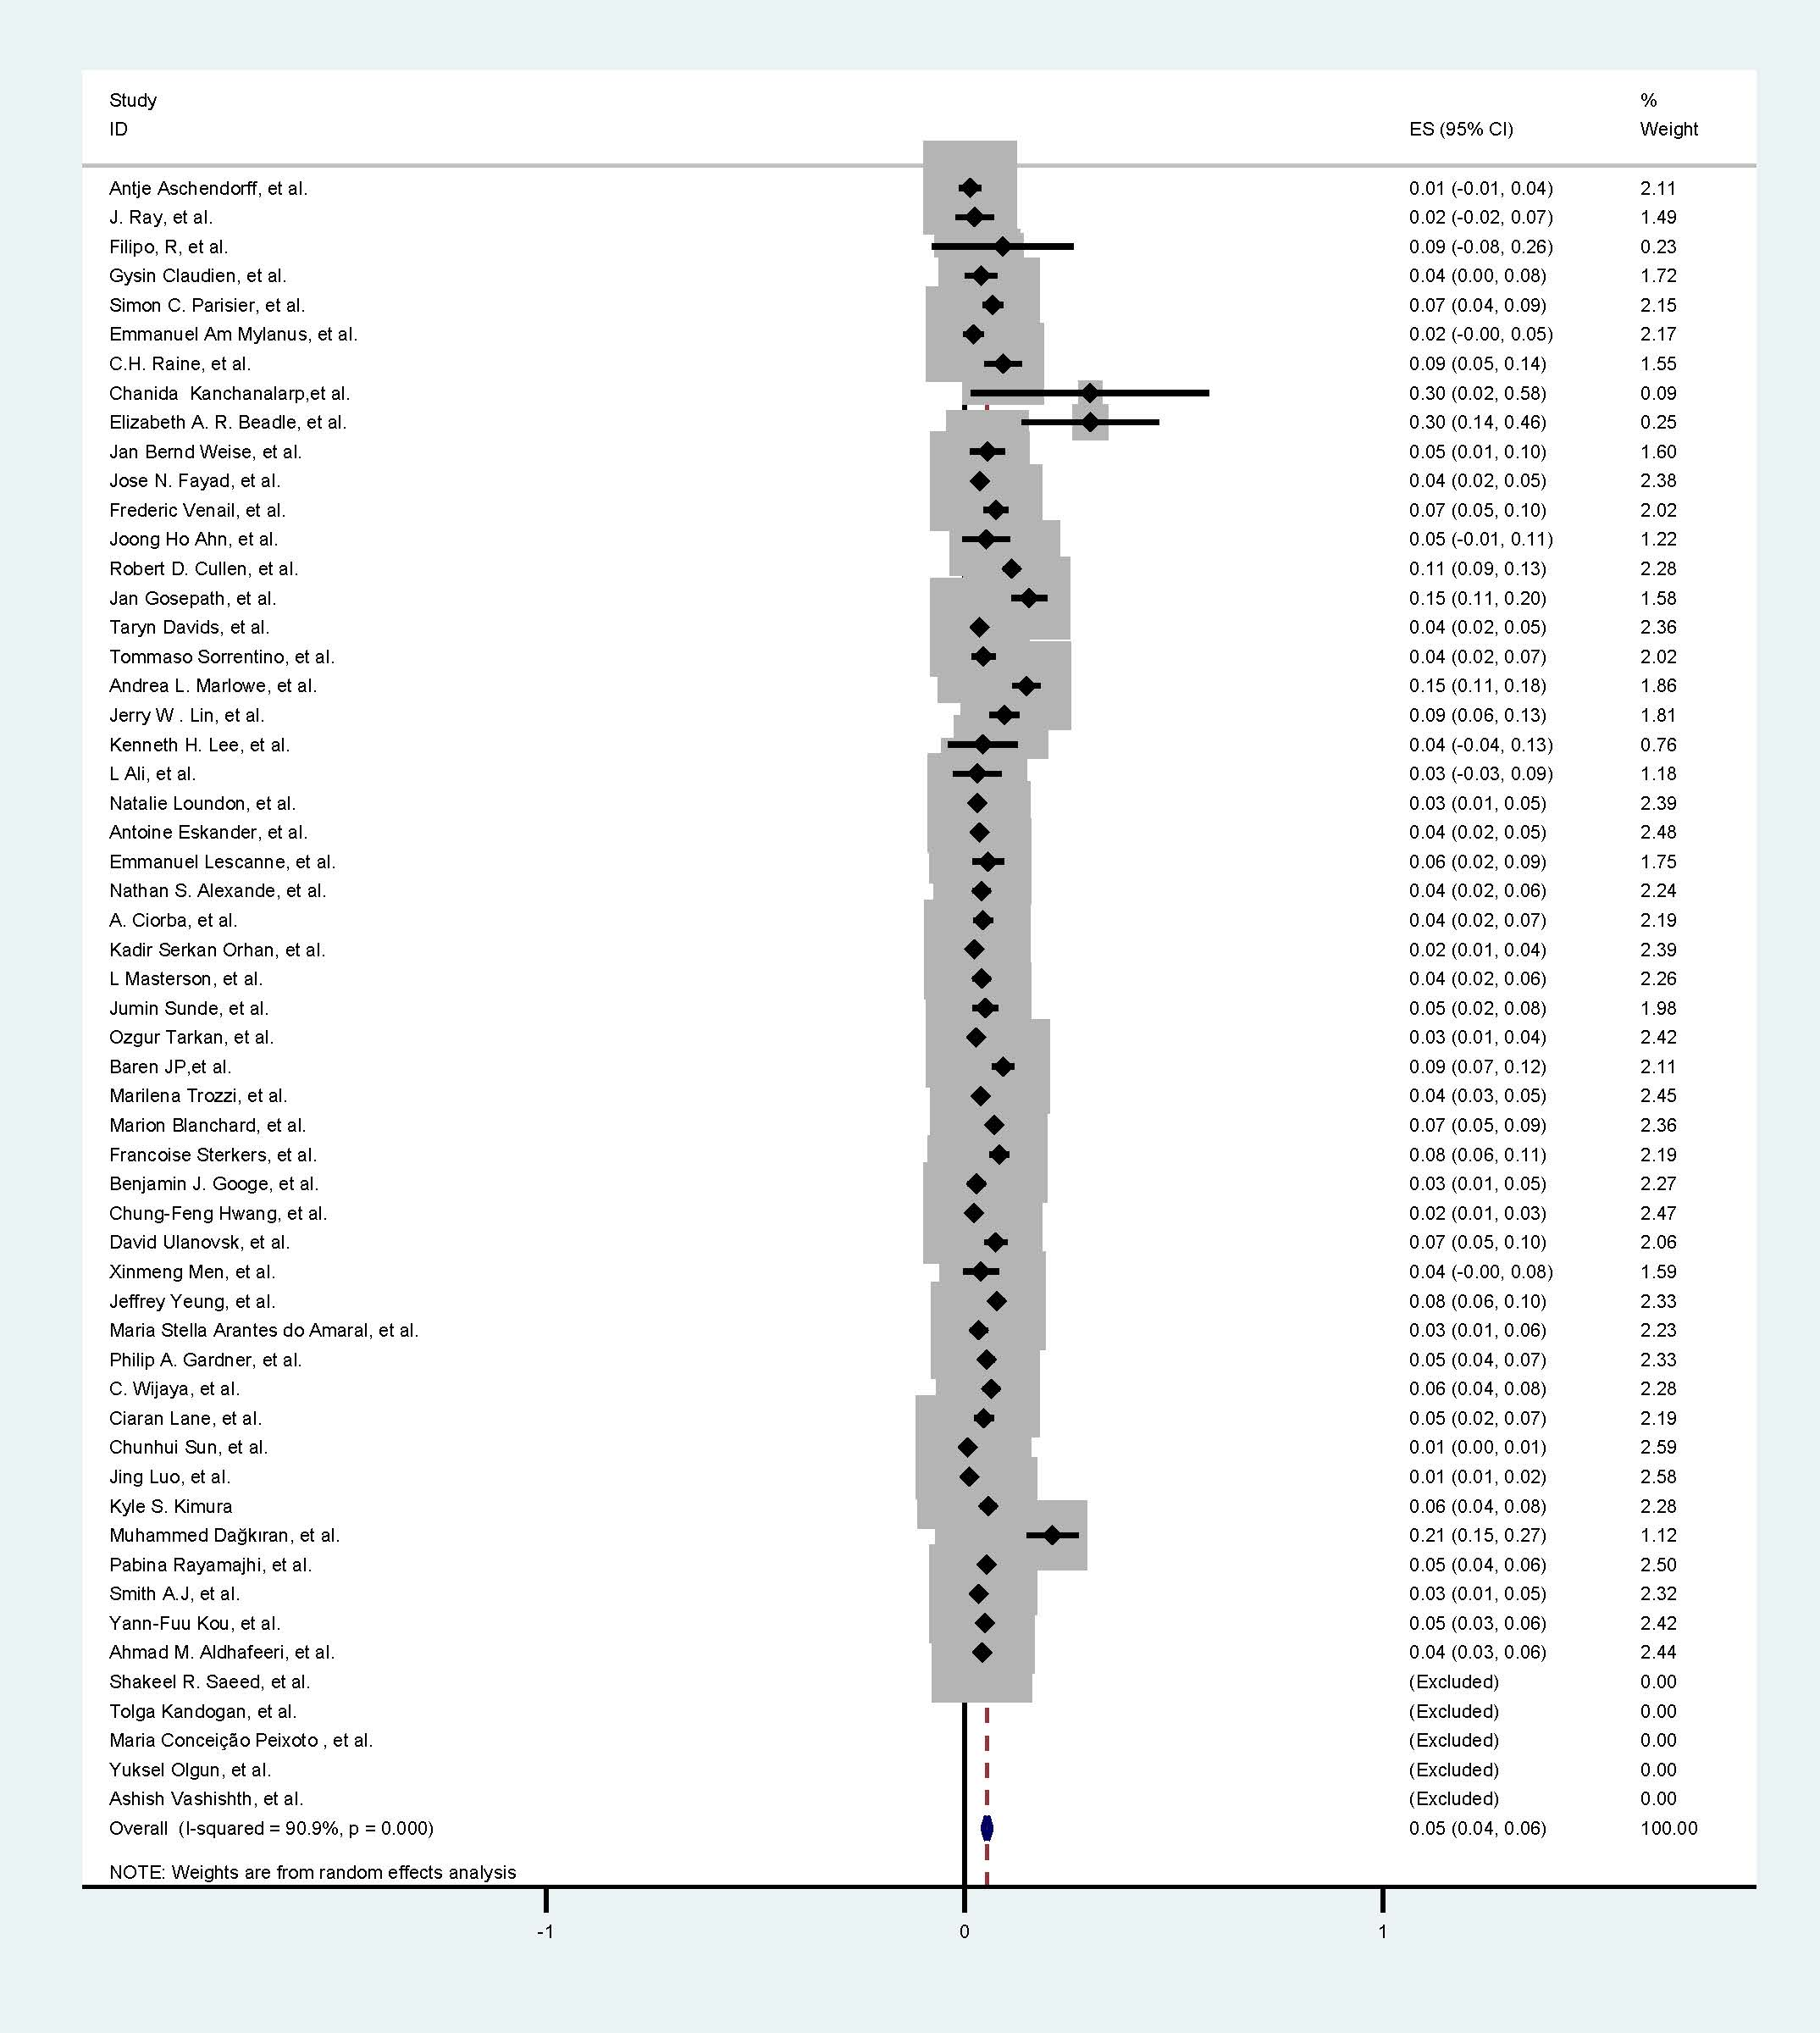 Study %
ID ES (95% CI) Weight
Antje Aschendorff, et al. 0.01 (-0.01, 0.04) 2.11
J. Ray, et al. 0.02 (-0.02, 0.07) 1.49
Filipo, R, et al. 0.09 (-0.08, 0.26) 0.23
Gysin Claudien, et al. 0.04 (0.00, 0.08) 1.72
Simon C. Parisier, et al. 0.07 (0.04, 0.09) 2.15
Emmanuel Am Mylanus, et al. 0.02 (-0.00, 0.05) 2.17
C.H. Raine, et al. 0.09 (0.05, 0.14) 1.55
Chanida  Kanchanalarp,et al. 0.30 (0.02, 0.58) 0.09
Elizabeth A. R. Beadle, et al. 0.30 (0.14, 0.46) 0.25
Jan Bernd Weise, et al. 0.05 (0.01, 0.10) 1.60
Jose N. Fayad, et al. 0.04 (0.02, 0.05) 2.38
Frederic Venail, et al. 0.07 (0.05, 0.10) 2.02
Joong Ho Ahn, et al. 0.05 (-0.01, 0.11) 1.22
Robert D. Cullen, et al. 0.11 (0.09, 0.13) 2.28
Jan Gosepath, et al. 0.15 (0.11, 0.20) 1.58
Taryn Davids, et al. 0.04 (0.02, 0.05) 2.36
Tommaso Sorrentino, et al. 0.04 (0.02, 0.07) 2.02
Andrea L. Marlowe, et al. 0.15 (0.11, 0.18) 1.86
Jerry W . Lin, et al. 0.09 (0.06, 0.13) 1.81
Kenneth H. Lee, et al. 0.04 (-0.04, 0.13) 0.76
L Ali, et al. 0.03 (-0.03, 0.09) 1.18
Natalie Loundon, et al. 0.03 (0.01, 0.05) 2.39
Antoine Eskander, et al. 0.04 (0.02, 0.05) 2.48
Emmanuel Lescanne, et al. 0.06 (0.02, 0.09) 1.75
Nathan S. Alexande, et al. 0.04 (0.02, 0.06) 2.24
A. Ciorba, et al. 0.04 (0.02, 0.07) 2.19
Kadir Serkan Orhan, et al. 0.02 (0.01, 0.04) 2.39
L Masterson, et al. 0.04 (0.02, 0.06) 2.26
Jumin Sunde, et al. 0.05 (0.02, 0.08) 1.98
Ozgur Tarkan, et al. 0.03 (0.01, 0.04) 2.42
Baren JP,et al. 0.09 (0.07, 0.12) 2.11
Marilena Trozzi, et al. 0.04 (0.03, 0.05) 2.45
Marion Blanchard, et al. 0.07 (0.05, 0.09) 2.36
Francoise Sterkers, et al. 0.08 (0.06, 0.11) 2.19
Benjamin J. Googe, et al. 0.03 (0.01, 0.05) 2.27
Chung-Feng Hwang, et al. 0.02 (0.01, 0.03) 2.47
David Ulanovsk, et al. 0.07 (0.05, 0.10) 2.06
Xinmeng Men, et al. 0.04 (-0.00, 0.08) 1.59
Jeffrey Yeung, et al. 0.08 (0.06, 0.10) 2.33
Maria Stella Arantes do Amaral, et al. 0.03 (0.01, 0.06) 2.23
Philip A. Gardner, et al. 0.05 (0.04, 0.07) 2.33
C. Wijaya, et al. 0.06 (0.04, 0.08) 2.28
Ciaran Lane, et al. 0.05 (0.02, 0.07) 2.19
Chunhui Sun, et al. 0.01 (0.00, 0.01) 2.59
Jing Luo, et al. 0.01 (0.01, 0.02) 2.58
Kyle S. Kimura 0.06 (0.04, 0.08) 2.28
Muhammed Dağkıran, et al. 0.21 (0.15, 0.27) 1.12
Pabina Rayamajhi, et al. 0.05 (0.04, 0.06) 2.50
Smith A.J, et al. 0.03 (0.01, 0.05) 2.32
Yann-Fuu Kou, et al. 0.05 (0.03, 0.06) 2.42
Ahmad M. Aldhafeeri, et al. 0.04 (0.03, 0.06) 2.44
Shakeel R. Saeed, et al. (Excluded) 0.00
Tolga Kandogan, et al. (Excluded) 0.00
Maria Conceição Peixoto , et al. (Excluded) 0.00
Yuksel Olgun, et al. (Excluded) 0.00
Ashish Vashishth, et al. (Excluded) 0.00
Overall  (I-squared = 90.9%, p = 0.000) 0.05 (0.04, 0.06) 100.00
NOTE: Weights are from random effects analysis
-1 0 1